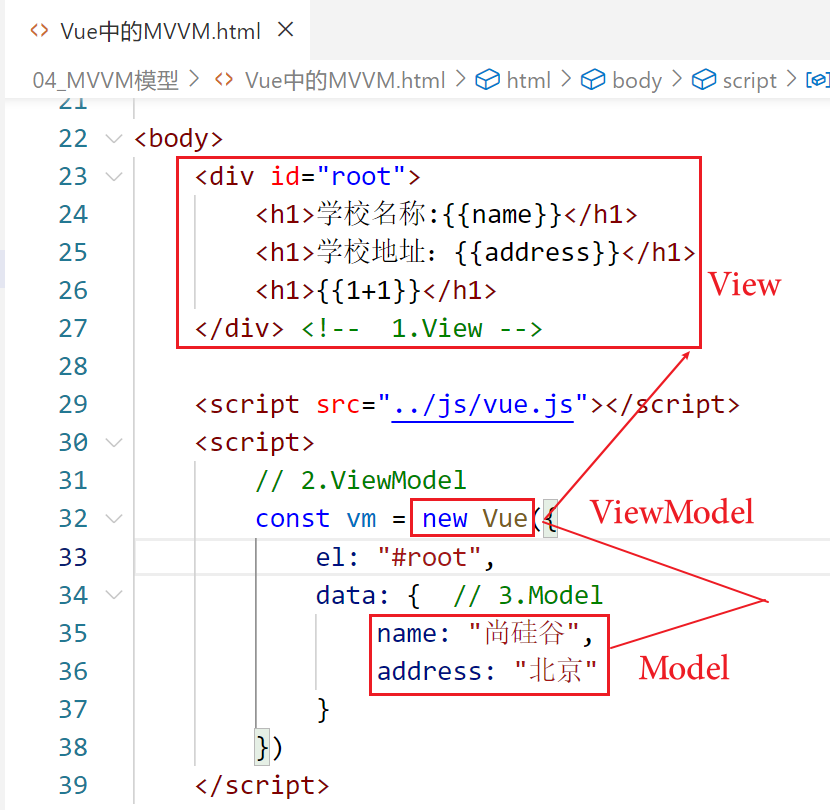 Vue中的MVVM.html
04_MVVM模型 > Vue中的MVVM.html > html > body > script >
21
22 <body>
23 <div id="root">
24 <h1>学校名称:{{name}}</h1>
25 <h1>学校地址：{{address}}</h1>
View
26 <h1>{{1+1}}</h1>
27 </div> <!--  1.View -->
28
29 <script src="../js/vue.js"></script>
30 <script>
31 // 2.ViewModel
32 const vm = new Vue({
ViewModel
33 el: "#root",
34 data: {  // 3.Model
35 name: "尚硅谷",
36 address: "北京"
Model
37 }
38 })
39 </script>